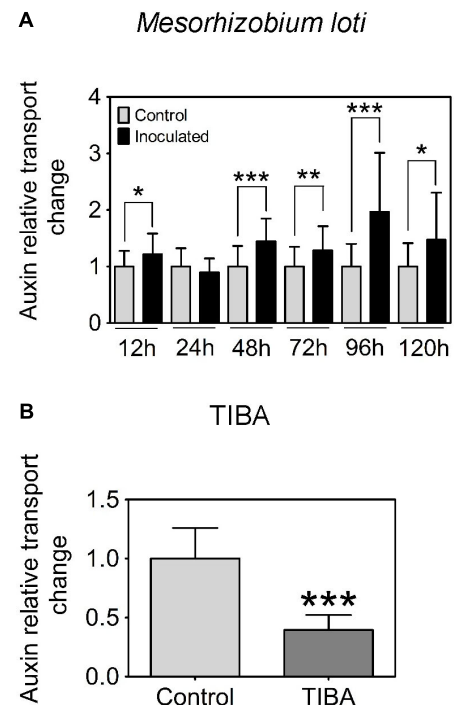 A
Mesorhizobium loti
Auxin relative transport
change
4
3
2
1
0
Control
Inoculated
*
***
**
***
*
12h 24h 48h 72h 96h 120h
B
TIBA
Auxin relative transport
change
1.5
1.0
0.5
0.0
***
Control TIBA